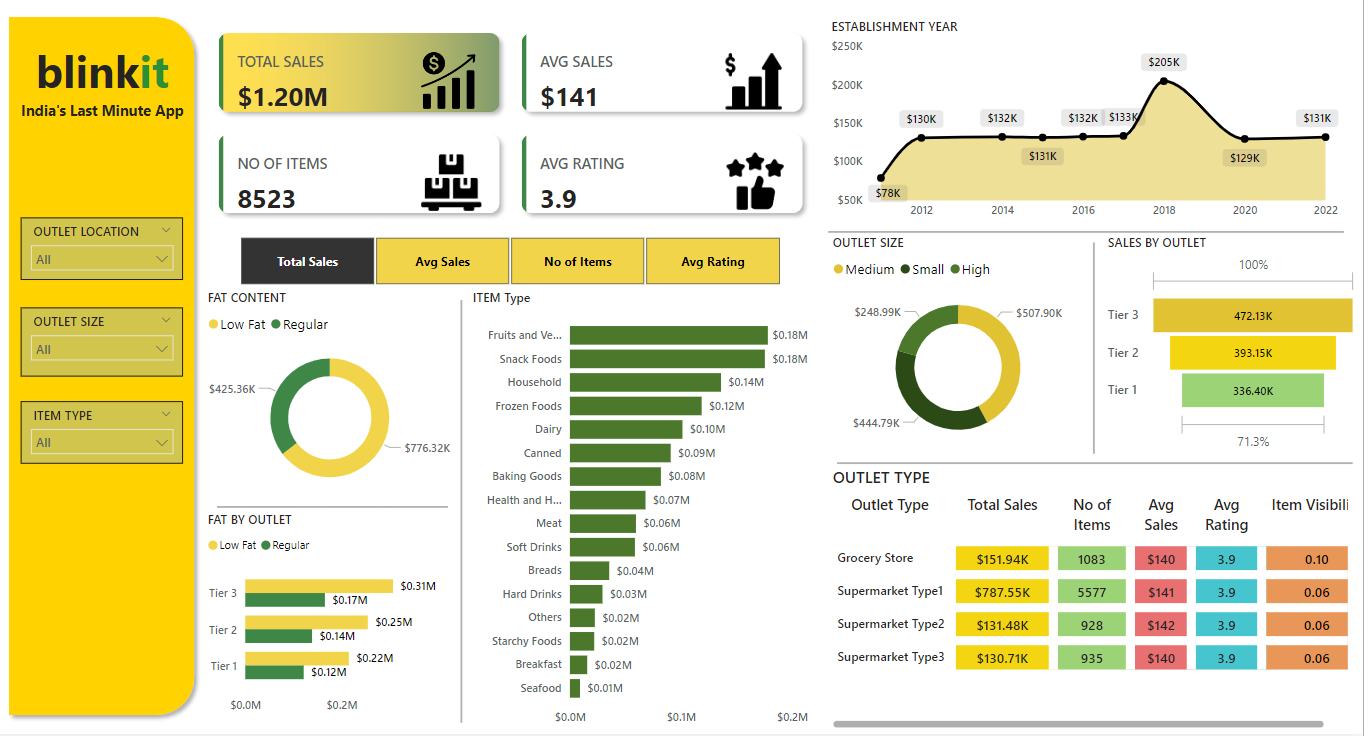 blinkit
India's Last Minute App
OUTLET LOCATION
All
OUTLET SIZE
All
ITEM TYPE
All
TOTAL SALES
$1.20M
AVG SALES
$141
NO OF ITEMS
8523
AVG RATING
3.9
Total Sales
Avg Sales
No of Items
Avg Rating
FAT CONTENT
Low Fat
Regular
$425.36K
$776.32K
FAT BY OUTLET
Low Fat
Regular
Tier 3
$0.31M
$0.17M
Tier 2
$0.25M
$0.14M
Tier 1
$0.22M
$0.12M
$0.0M
$0.2M
ITEM Type
Fruits and Ve...
$0.18M
Snack Foods
$0.18M
Household
$0.14M
Frozen Foods
$0.12M
Dairy
$0.10M
Canned
$0.09M
Baking Goods
$0.08M
Health and H...
$0.07M
Meat
$0.06M
Soft Drinks
$0.06M
Breads
$0.04M
Hard Drinks
$0.03M
Others
$0.02M
Starchy Foods
$0.02M
Breakfast
$0.02M
Seafood
$0.01M
$0.0M
$0.1M
$0.2M
ESTABLISHMENT YEAR
$250K
$200K
$150K
$100K
$50K
$78K
$130K
$132K
$131K
$132K
$133K
$205K
$129K
$131K
2012
2014
2016
2018
2020
2022
OUTLET SIZE
Medium
Small
High
$248.99K
$507.90K
$444.79K
SALES BY OUTLET
100%
Tier 3
472.13K
Tier 2
393.15K
Tier 1
336.40K
71.3%
OUTLET TYPE
Outlet Type
Total Sales
No of
Items
Avg
Sales
Avg
Rating
Item Visibili
Grocery Store
$151.94K
1083
$140
3.9
0.10
Supermarket Type1
$787.55K
5577
$141
3.9
0.06
Supermarket Type2
$131.48K
928
$142
3.9
0.06
Supermarket Type3
$130.71K
935
$140
3.9
0.06